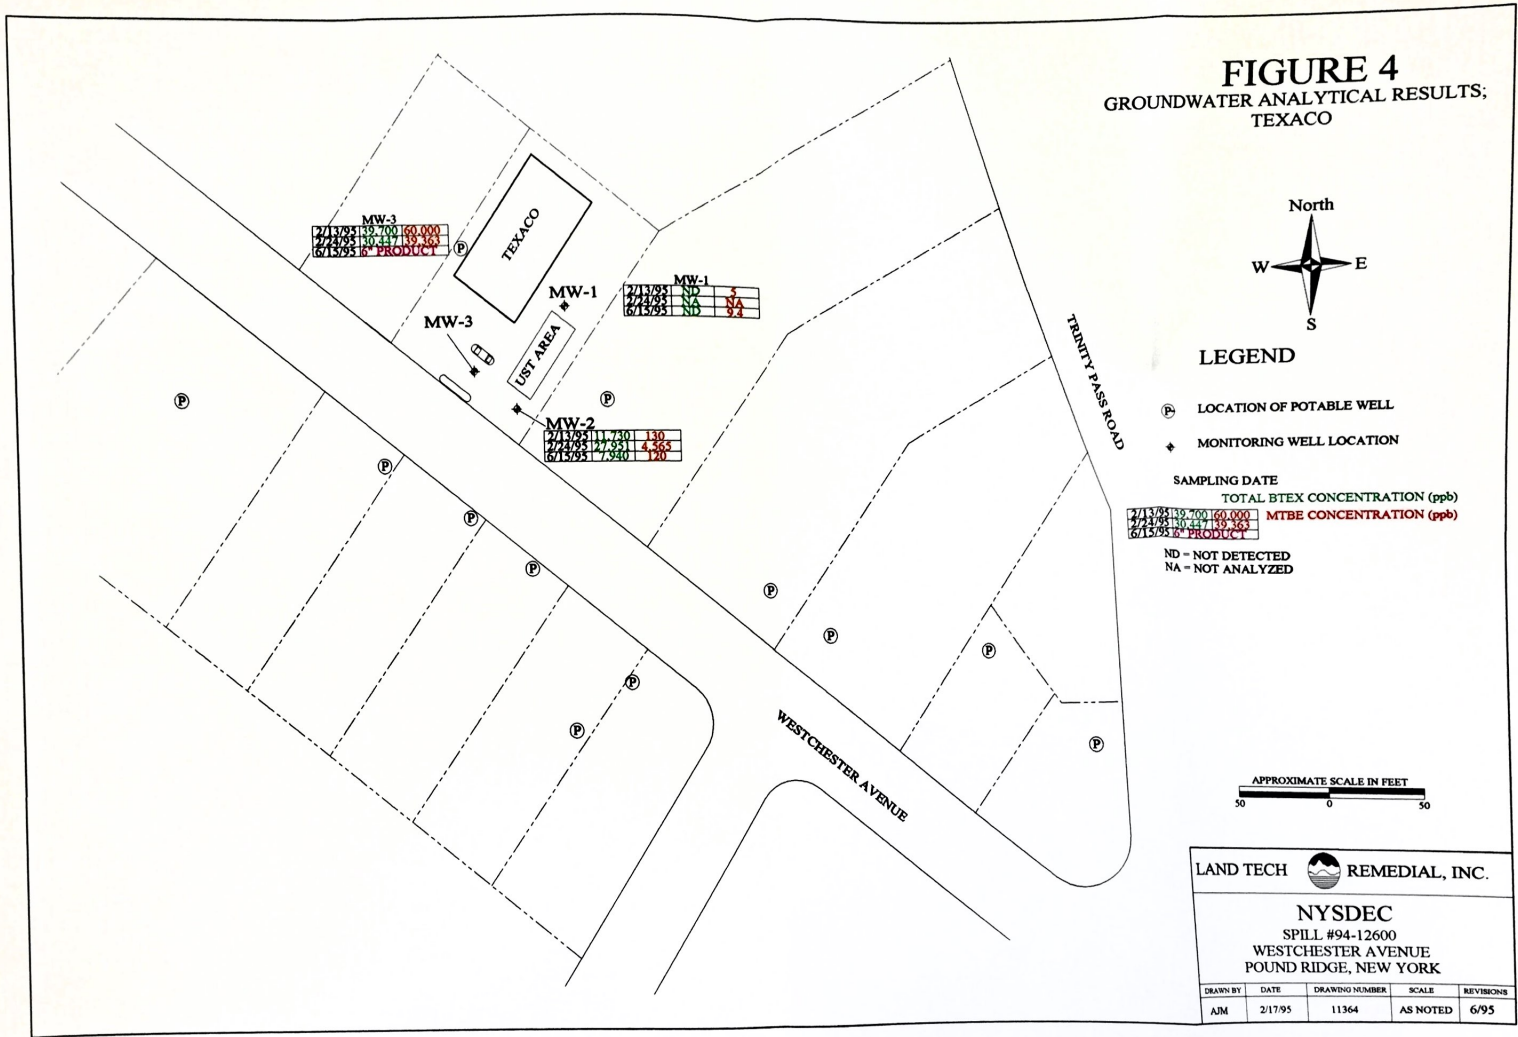 FIGURE 4
GROUNDWATER ANALYTICAL RESULTS;
TEXACO
North
W E
S
LEGEND
P LOCATION OF POTABLE WELL
MONITORING WELL LOCATION
SAMPLING DATE
TOTAL BTEX CONCENTRATION (ppb)
2/13/95 39.700 60.000 MTBE CONCENTRATION (ppb)
2/24/95 30.447 39.363
6/15/95 6" PRODUCT
ND = NOT DETECTED
NA = NOT ANALYZED
MW-3
2/13/95 39.700 60.000
2/24/95 30.447 39.363
6/15/95 6" PRODUCT
P
TEXACO
MW-1
MW-1
2/13/95 ND 5
2/24/95 NA NA
6/15/95 ND 9.4
MW-3
UST AREA
MW-2
2/13/95 11.730 130
2/24/95 27.951 4.565
6/15/95 7.940 120
P
P
P
P
P
P
P
P
P
P
P
P
TRINITY PASS ROAD
WESTCHESTER AVENUE
APPROXIMATE SCALE IN FEET
50 0 50
LAND TECH REMEDIAL, INC.
NYSDEC
SPILL #94-12600
WESTCHESTER AVENUE
POUND RIDGE, NEW YORK
DRAWN BY DATE DRAWING NUMBER SCALE REVISIONS
AJM 2/17/95 11364 AS NOTED 6/95